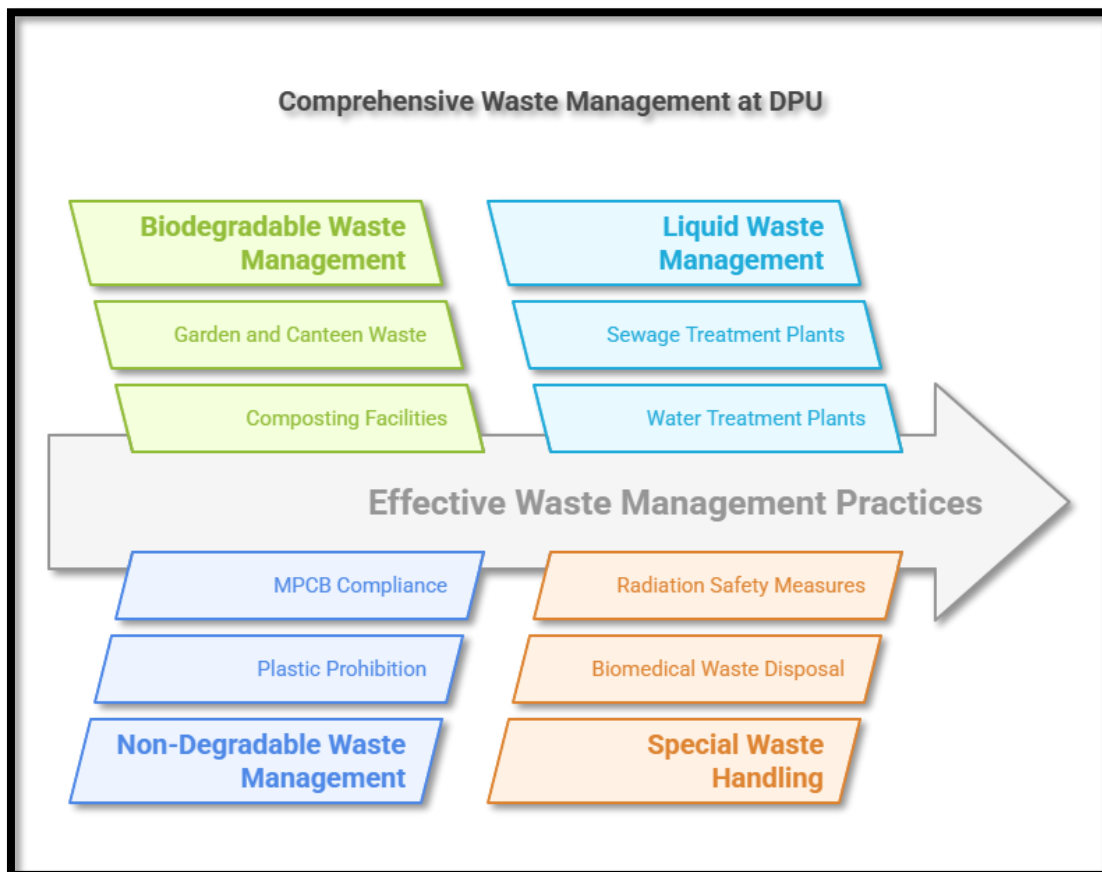 Comprehensive Waste Management at DPU
Biodegradable Waste
Management
Garden and Canteen Waste
Composting Facilities
Liquid Waste
Management
Sewage Treatment Plants
Water Treatment Plants
Effective Waste Management Practices
MPCB Compliance
Plastic Prohibition
Non-Degradable Waste
Management
Radiation Safety Measures
Biomedical Waste Disposal
Special Waste
Handling